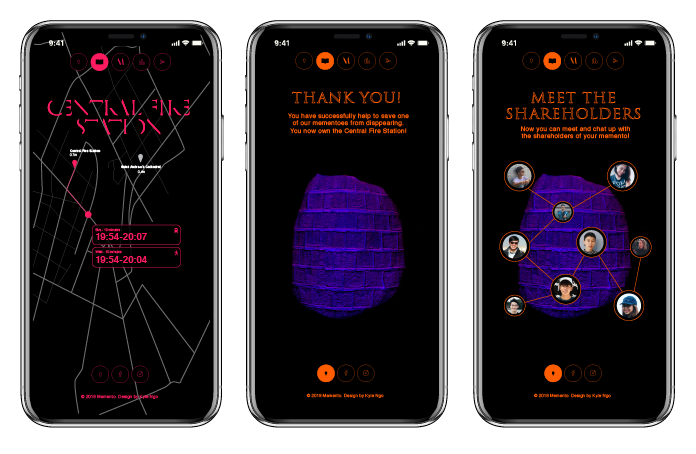 9:41
CENTRAL FIRE
STATION
Central Fire Station
Saint Andrew's Cathedral
19:54-20:07
19:54-20:04
© 2019 Memento. Design by Kyle Ngo
9:41
M
THANK YOU!
You have successfully help to save one
of our mementoes from diappearing.
You now own the Central Fire Station!
© 2019 Memento. Design by Kyle Ngo
9:41
M
MEET THE
SHAREHOLDERS
Now you can meet and chat up with
the shareholders of your memento!
© 2019 Memento. Design by Kyle Ngo